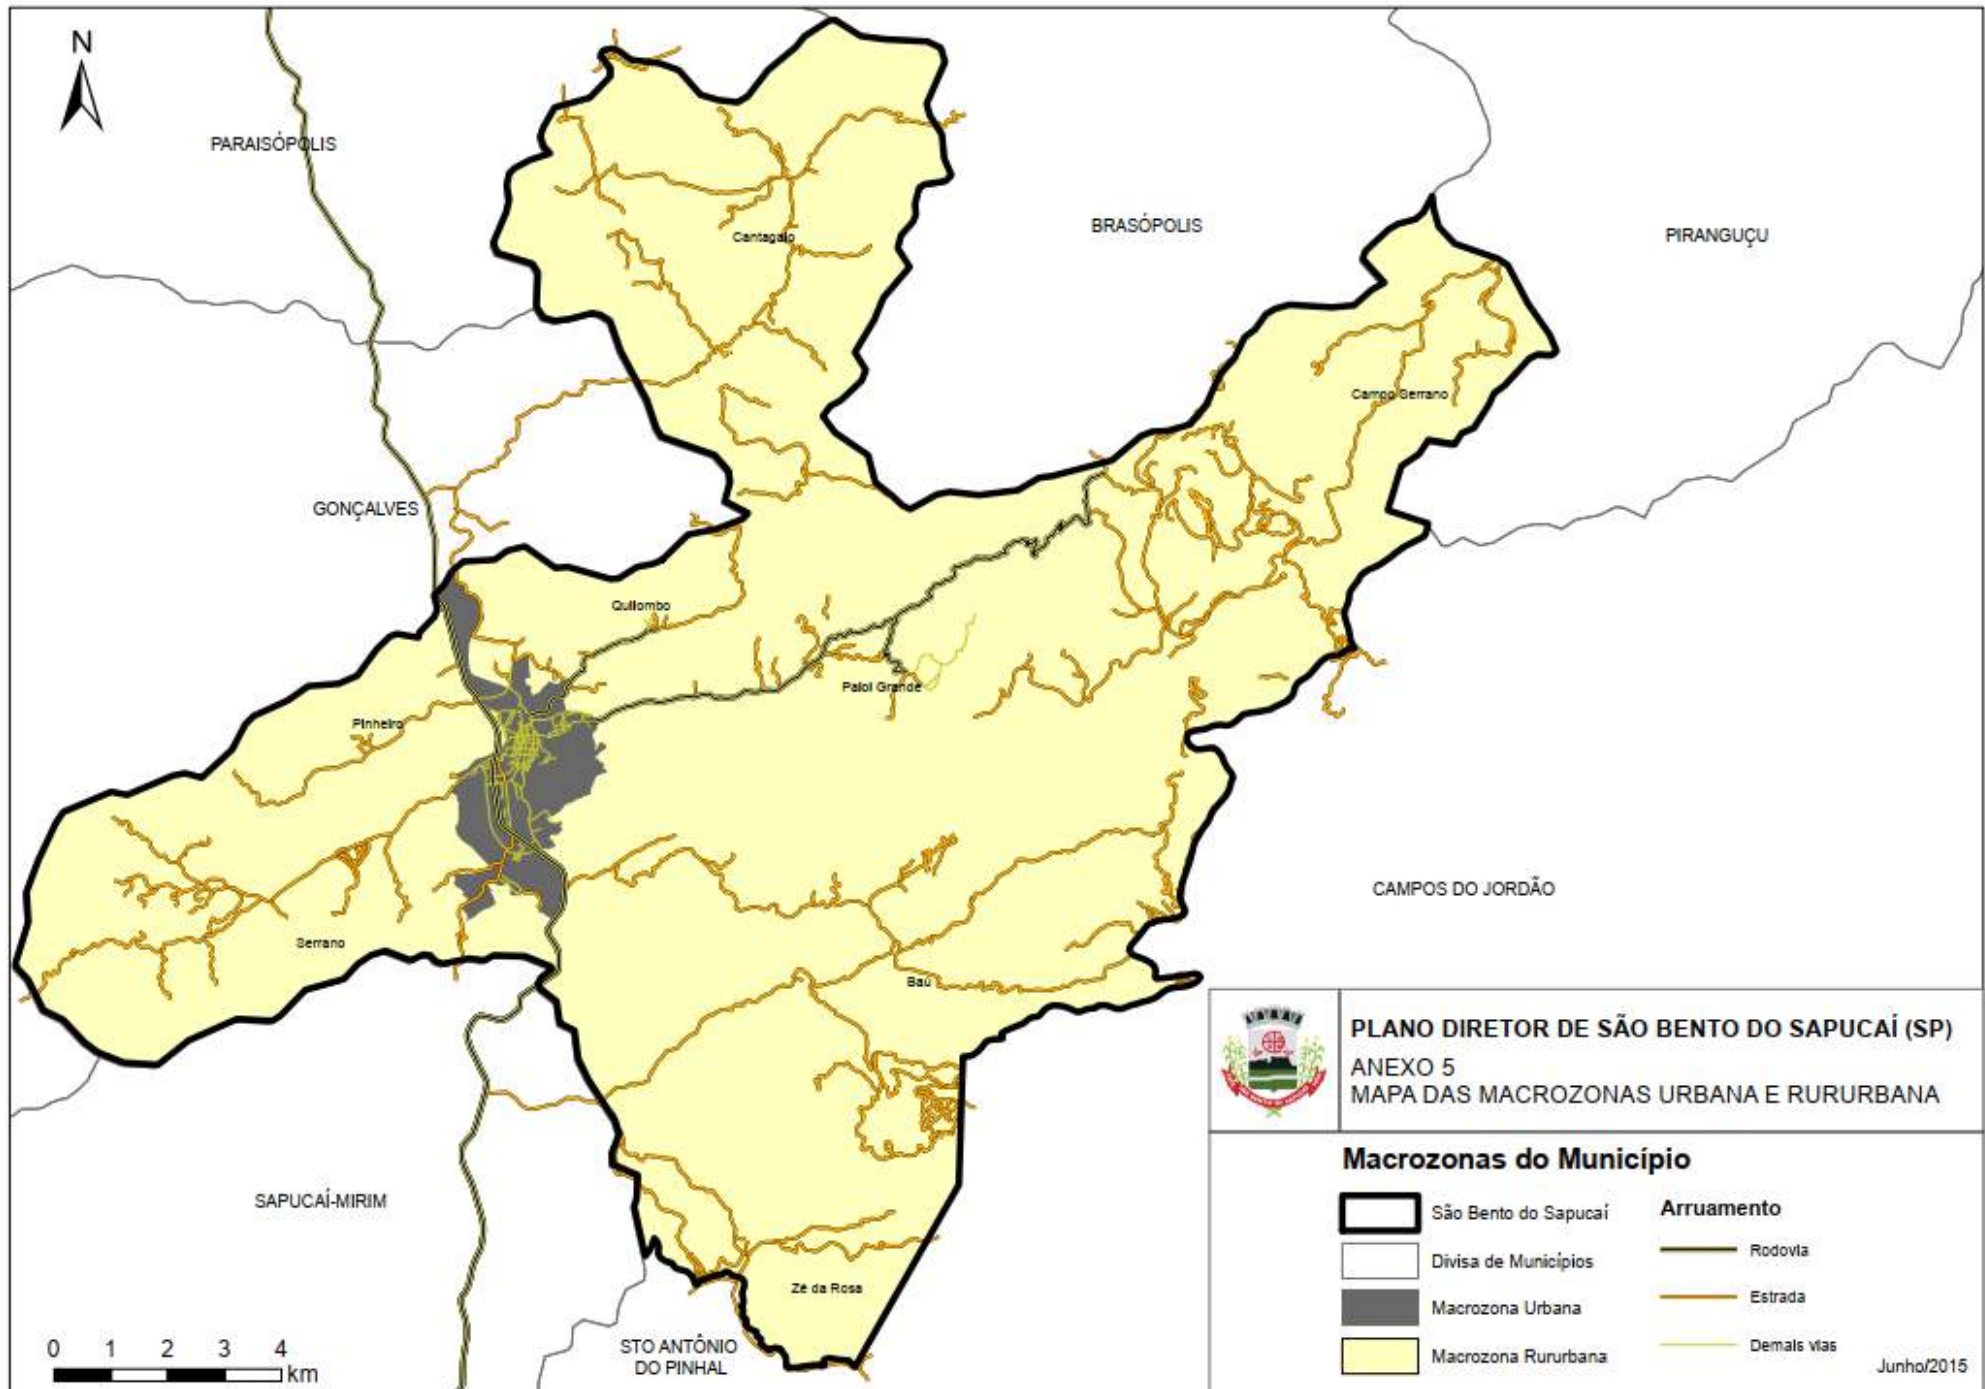 N
PARAISÓPOLIS
BRASÓPOLIS
PIRANGUÇU
Cantagalo
Campo Serrano
GONÇALVES
Quilombo
Paiol Grande
Pinheiro
CAMPOS DO JORDÃO
Serrano
Baú
SAPUCAÍ-MIRIM
Zé da Rosa
STO ANTÔNIO
DO PINHAL
0 1 2 3 4
km
PLANO DIRETOR DE SÃO BENTO DO SAPUCAÍ (SP)
ANEXO 5
MAPA DAS MACROZONAS URBANA E RURURBANA
Macrozonas do Município
São Bento do Sapucaí
Divisa de Municípios
Macrozona Urbana
Macrozona Rururbana
Arruamento
Rodovia
Estrada
Demais vias
Junho/2015